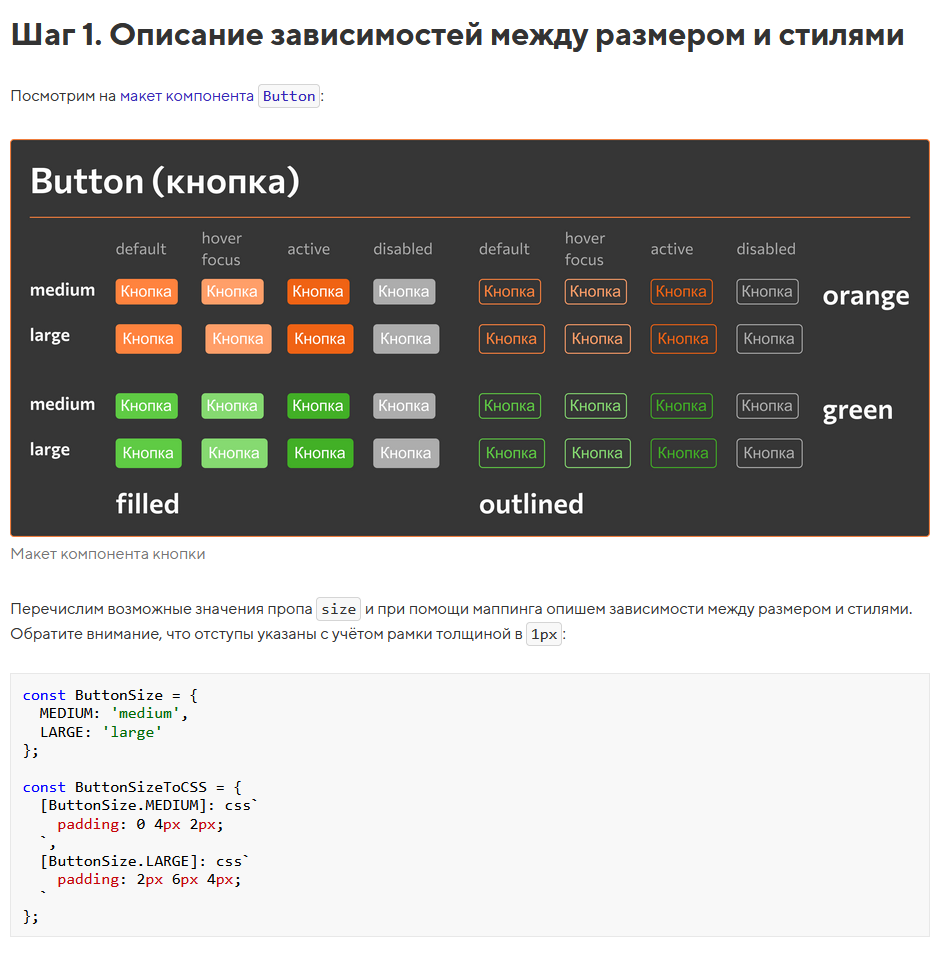 Шаг 1. Описание зависимостей между размером и стилями
Посмотрим на макет компонента Button:
Button (кнопка)
default hover focus active disabled default hover focus active disabled
medium Кнопка Кнопка Кнопка Кнопка Кнопка Кнопка Кнопка Кнопка orange
large Кнопка Кнопка Кнопка Кнопка Кнопка Кнопка Кнопка Кнопка
medium Кнопка Кнопка Кнопка Кнопка Кнопка Кнопка Кнопка Кнопка green
large Кнопка Кнопка Кнопка Кнопка Кнопка Кнопка Кнопка Кнопка
filled outlined
Макет компонента кнопки
Перечислим возможные значения пропа size и при помощи маппинга опишем зависимости между размером и стилями.
Обратите внимание, что отступы указаны с учётом рамки толщиной в 1px:
const ButtonSize = {
  MEDIUM: 'medium',
  LARGE: 'large'
};
const ButtonSizeToCSS = {
  [ButtonSize.MEDIUM]: css`
    padding: 0 4px 2px;
  `,
  [ButtonSize.LARGE]: css`
    padding: 2px 6px 4px;
  `
};